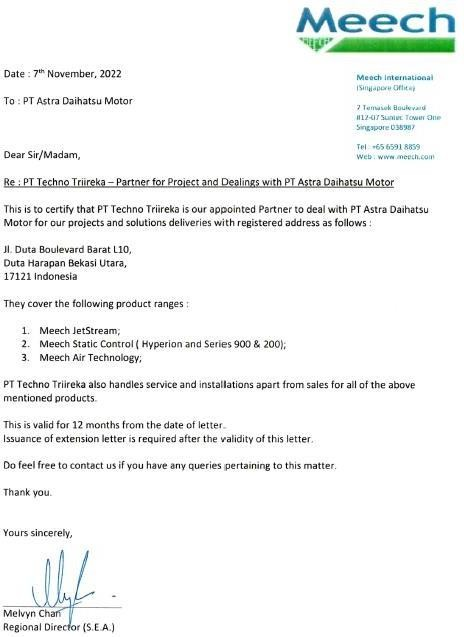 Meech
Date : 7th November, 2022
Meech International
(Singapore Office)
To : PT Astra Daihatsu Motor
7 Temasek Boulevard
#12-07 Suntec Tower One
Singapore 038987
Tel : +65 6591 8859
Web : www.meech.com
Dear Sir/Madam,
Re : PT Techno Triireka – Partner for Project and Dealings with PT Astra Daihatsu Motor
This is to certify that PT Techno Triireka is our appointed Partner to deal with PT Astra Daihatsu
Motor for our projects and solutions deliveries with registered address as follows :
Jl. Duta Boulevard Barat L10,
Duta Harapan Bekasi Utara,
17121 Indonesia
They cover the following product ranges :
1. Meech JetStream;
2. Meech Static Control ( Hyperion and Series 900 & 200);
3. Meech Air Technology;
PT Techno Triireka also handles service and installations apart from sales for all of the above
mentioned products.
This is valid for 12 months from the date of letter.
Issuance of extension letter is required after the validity of this letter.
Do feel free to contact us if you have any queries pertaining to this matter.
Thank you.
Yours sincerely,
Melvyn Chan
Regional Director (S.E.A.)